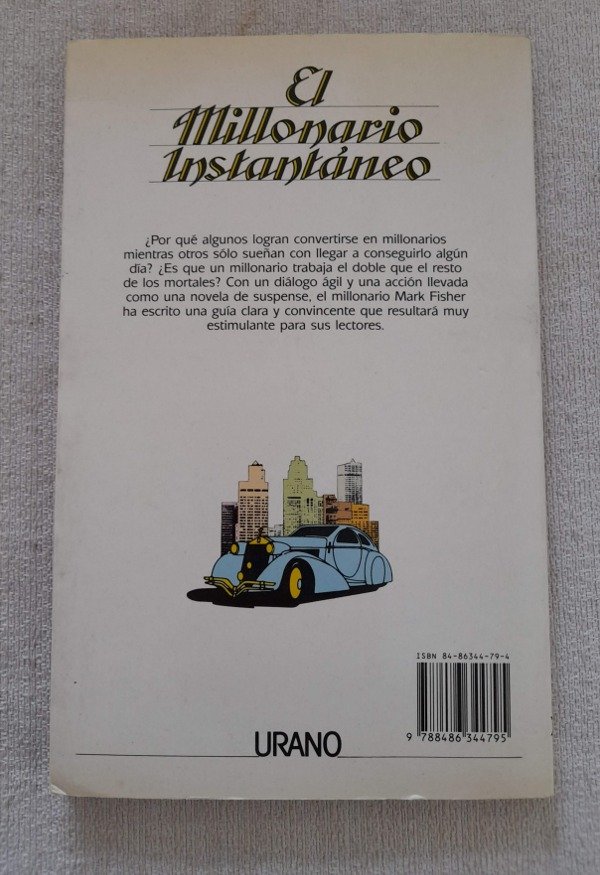 El
Millonario
Instantáneo
¿Por qué algunos logran convertirse en millonarios
mientras otros sólo sueñan con llegar a conseguirlo algún
día? ¿Es que un millonario trabaja el doble que el resto
de los mortales? Con un diálogo ágil y una acción llevada
como una novela de suspense, el millonario Mark Fisher
ha escrito una guía clara y convincente que resultará muy
estimulante para sus lectores.
ISBN 84-86344-79-4
9 788486 344795
URANO